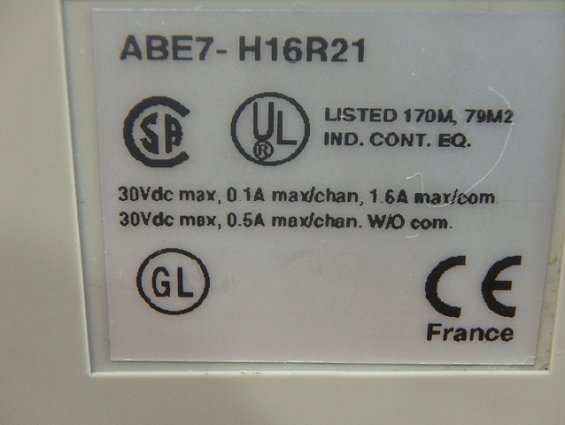 ABE7- H16R21
SA
UL
®
LISTED 170M, 79M2
IND. CONT. EQ.
30Vdc max, 0.1A max/chan, 1.6A max/com
30Vdc max, 0.5A max/chan. W/O com.
GL
CE
France